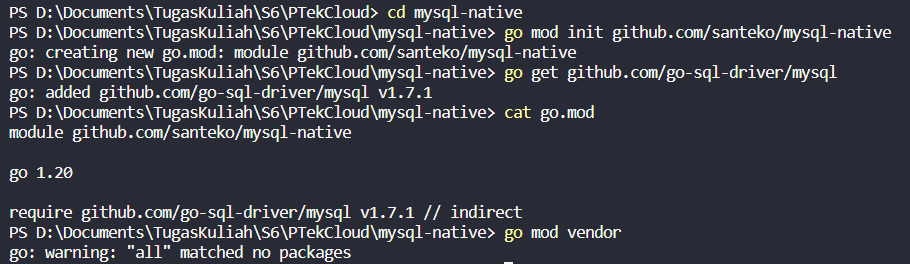 PS D:\Documents\TugasKuliah\S6\PTekCloud> cd mysql-native
PS D:\Documents\TugasKuliah\S6\PTekCloud\mysql-native> go mod init github.com/santeko/mysql-native
go: creating new go.mod: module github.com/santeko/mysql-native
PS D:\Documents\TugasKuliah\S6\PTekCloud\mysql-native> go get github.com/go-sql-driver/mysql
go: added github.com/go-sql-driver/mysql v1.7.1
PS D:\Documents\TugasKuliah\S6\PTekCloud\mysql-native> cat go.mod
module github.com/santeko/mysql-native
go 1.20
require github.com/go-sql-driver/mysql v1.7.1 // indirect
PS D:\Documents\TugasKuliah\S6\PTekCloud\mysql-native> go mod vendor
go: warning: "all" matched no packages